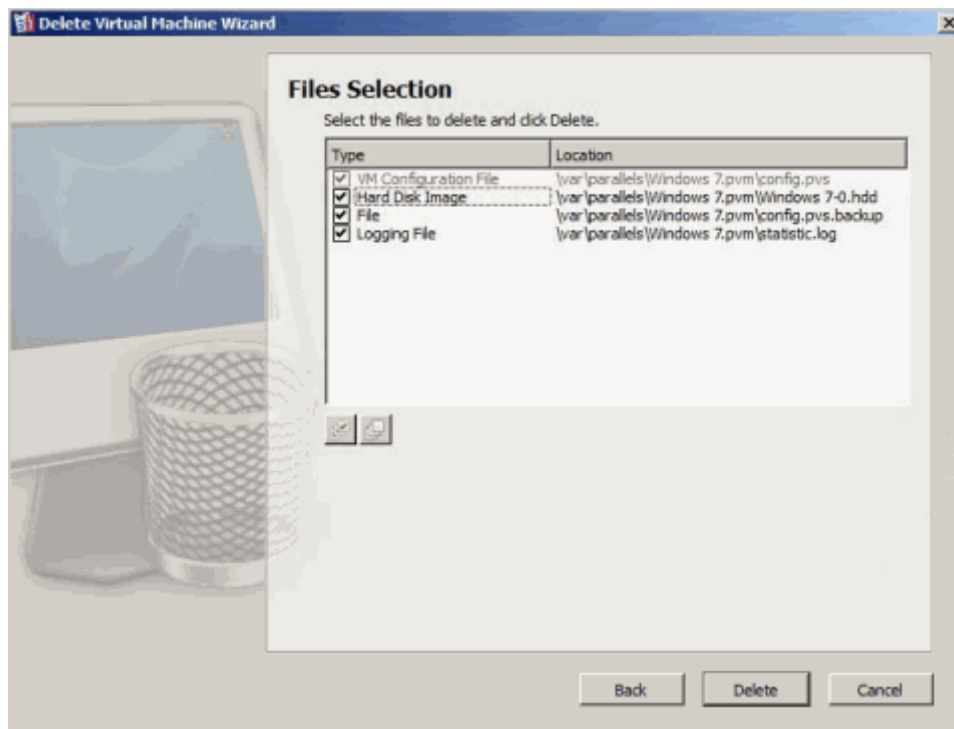 Delete Virtual Machine Wizard
Files Selection
Select the files to delete and click Delete.
Type Location
VM Configuration File \var\parallels\Windows 7.pvm\config.pvs
Hard Disk Image \var\parallels\Windows 7.pvm\Windows 7-0.hdd
File \var\parallels\Windows 7.pvm\config.pvs.backup
Logging File \var\parallels\Windows 7.pvm\statistic.log
Back Delete Cancel